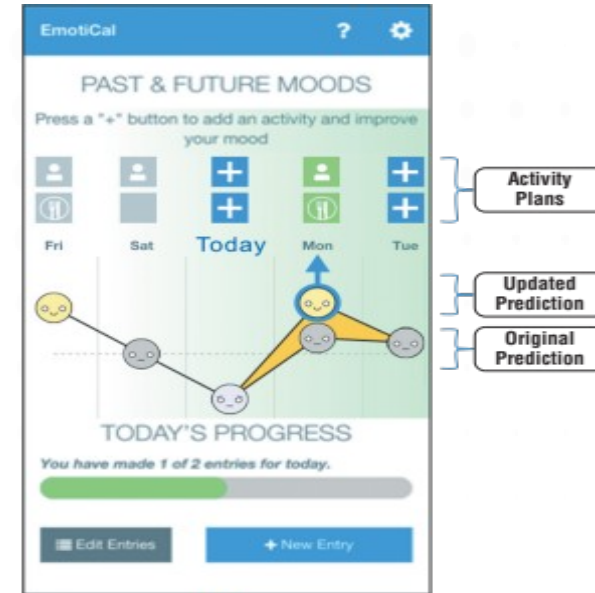 EmotiCal ?
PAST & FUTURE MOODS
Press a "+" button to add an activity and improve
your mood
Activity
Plans
Fri Sat Today Mon Tue
Updated
Prediction
Original
Prediction
TODAY'S PROGRESS
You have made 1 of 2 entries for today.
Edit Entries + New Entry